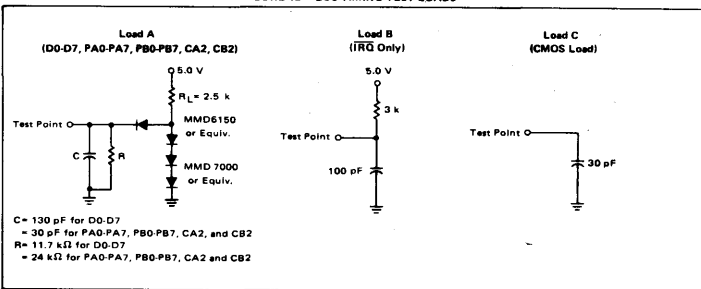 Load A
(D0-D7, PA0-PA7, PB0-PB7, CA2, CB2)
5.0 V
RL= 2.5 k
MMD6150
or Equiv.
Test Point
C
R
MMD 7000
or Equiv.
C= 130 pF for D0-D7
= 30 pF for PA0-PA7, PB0-PB7, CA2, and CB2
R= 11.7 kΩ for D0-D7
= 24 kΩ for PA0-PA7, PB0-PB7, CA2 and CB2
Load B
(IRQ Only)
5.0 V
3 k
Test Point
100 pF
Load C
(CMOS Load)
Test Point
30 pF